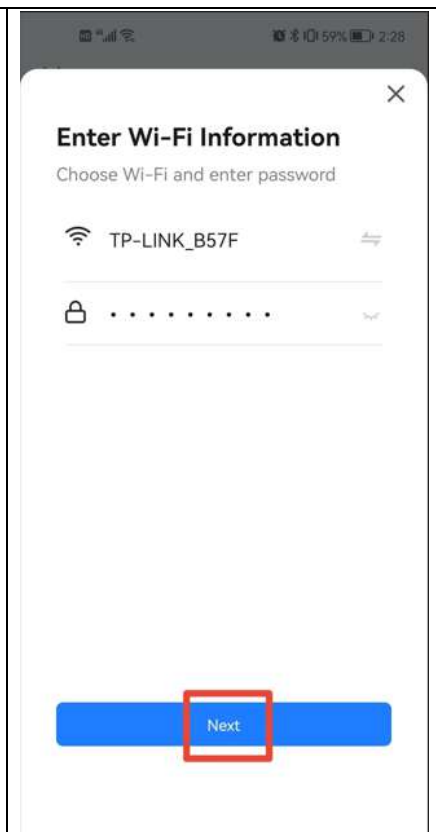 59% 2:28
Enter Wi-Fi Information
Choose Wi-Fi and enter password
TP-LINK_B57F
• • • • • • • • •
Next